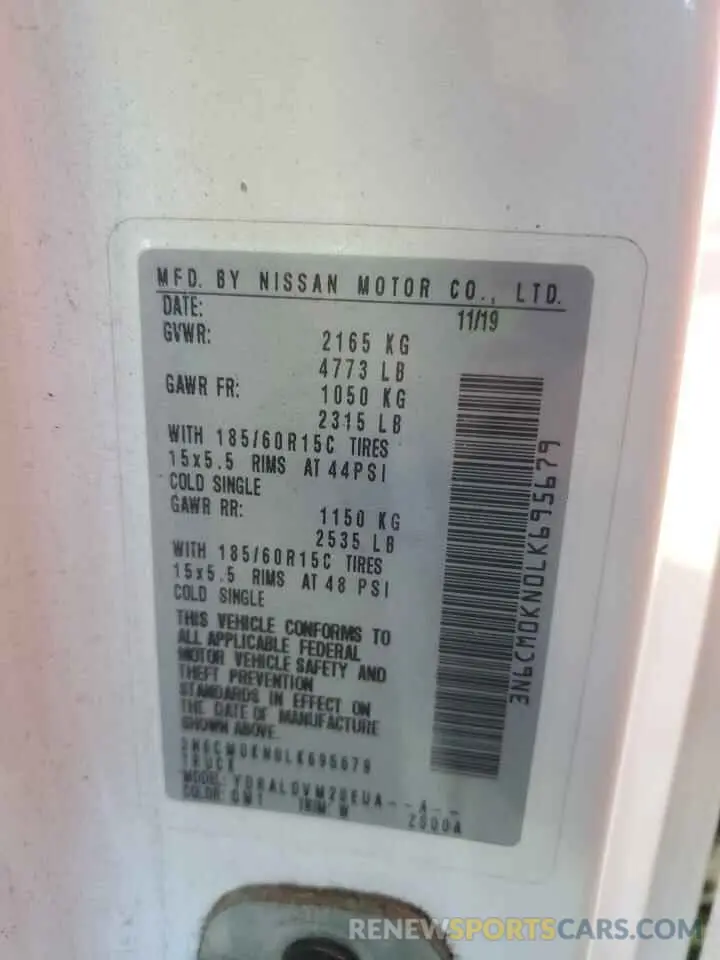 MFD. BY NISSAN MOTOR CO., LTD.
DATE: 11/19
GVWR: 2165 KG
4773 LB
GAWR FR: 1050 KG
2315 LB
WITH 185/60R15C TIRES
15x5.5 RIMS AT 44PSI
COLD SINGLE
GAWR RR: 1150 KG
2535 LB
WITH 185/60R15C TIRES
15x5.5 RIMS AT 48 PSI
COLD SINGLE
THIS VEHICLE CONFORMS TO
ALL APPLICABLE FEDERAL
MOTOR VEHICLE SAFETY AND
THEFT PREVENTION
STANDARDS IN EFFECT ON
THE DATE OF MANUFACTURE
SHOWN ABOVE.
3N6CM0KN0LK695679
TRUCK
MODEL:
COLOR: TRIM: W
3N6CM0KN0LK695679
RENEWSPORTSCARS.COM